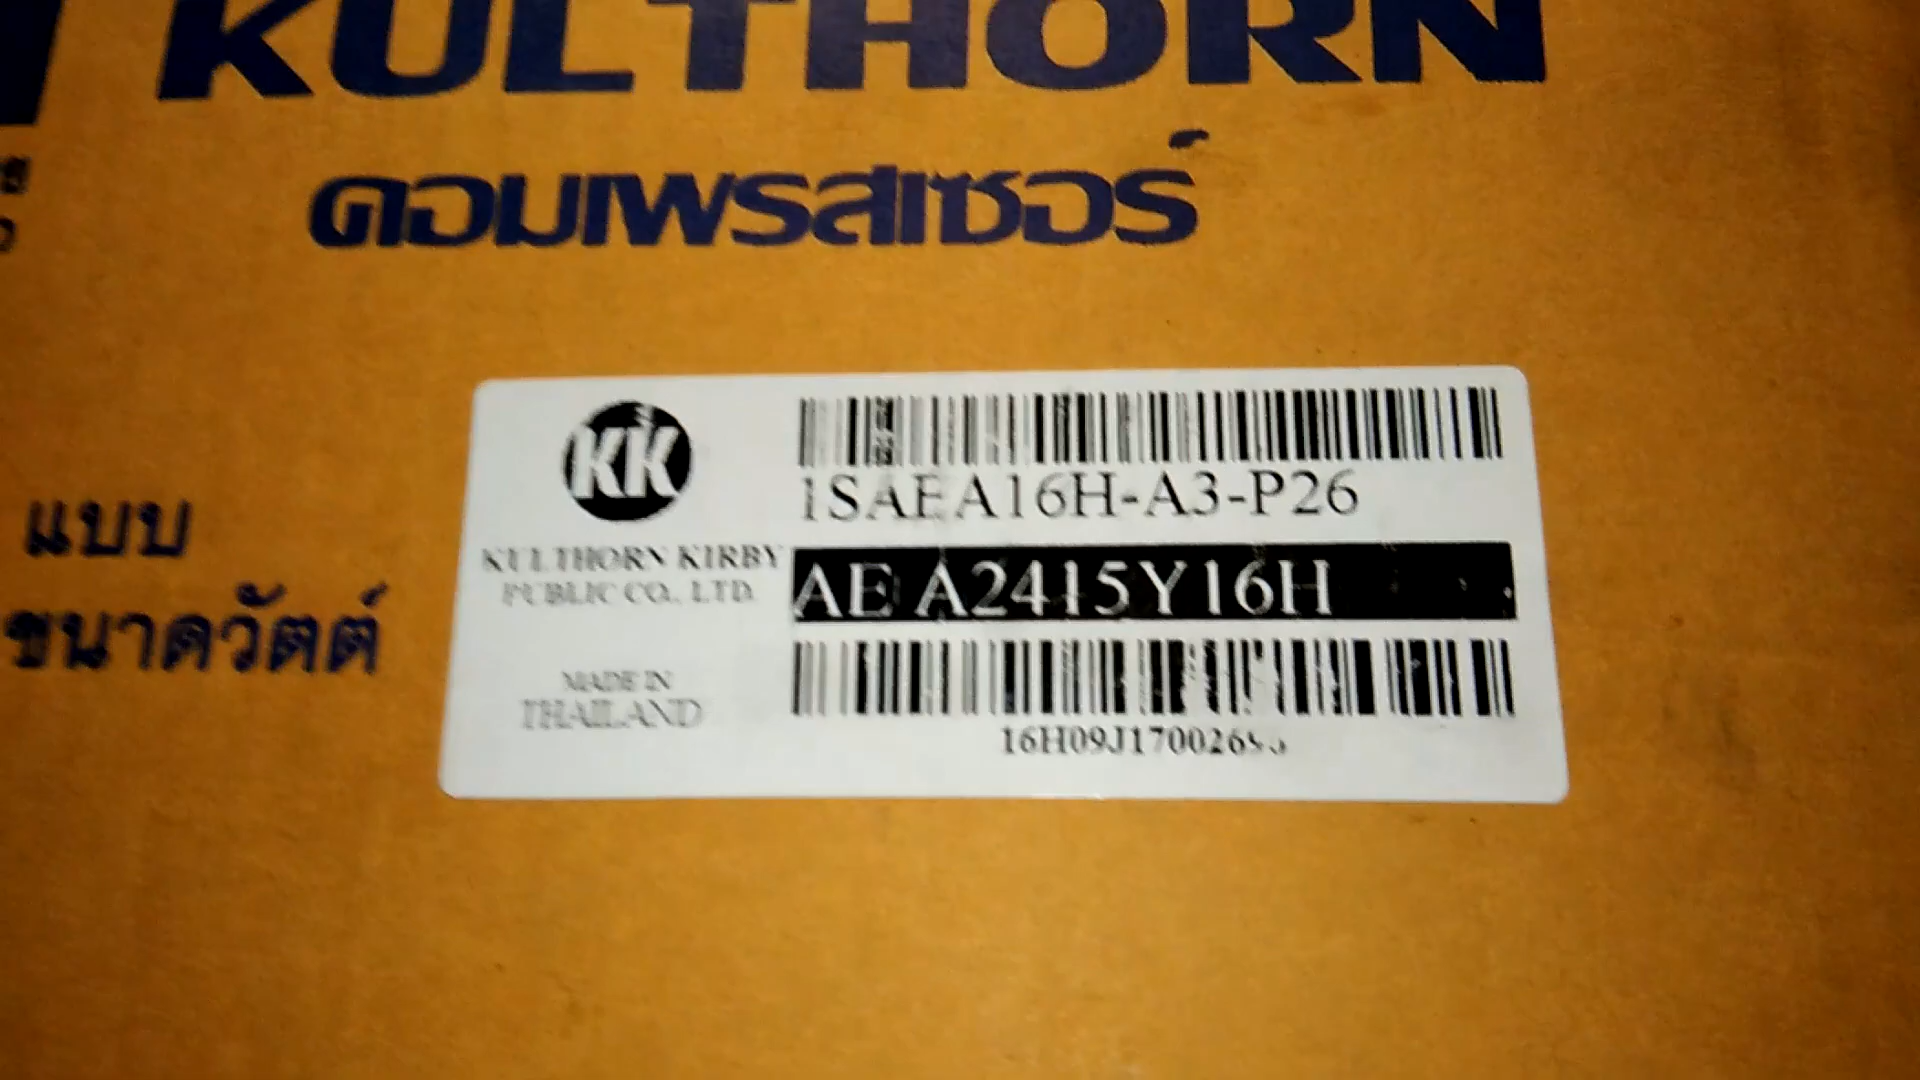 KULTHORN
คอมเพรสเซอร์
แบบ
ขนาดวัตต์
KK
KULTHORN KIRBY
PUBLIC CO., LTD.
MADE IN
THAILAND
1SAEA16H-A3-P26
AE A2415Y16H